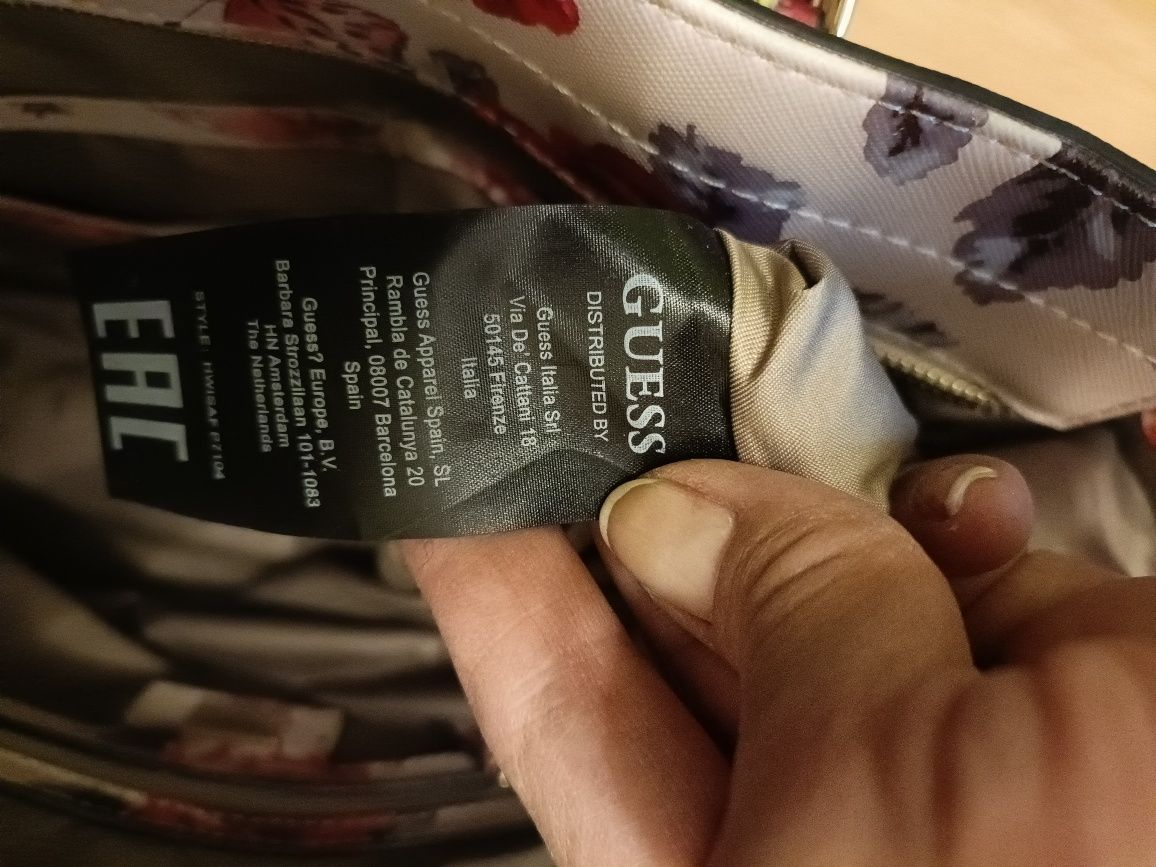 GUESS
DISTRIBUTED BY
Guess Italia Srl
Via De' Cattani 18,
50145 Firenze
Italia
Guess Apparel Spain, SL
Rambla de Catalunya 20
Principal, 08007 Barcelona
Spain
Guess? Europe, B.V.
Barbara Strozzilaan 101-1083
HN Amsterdam
The Netherlands
STYLE:
EAC